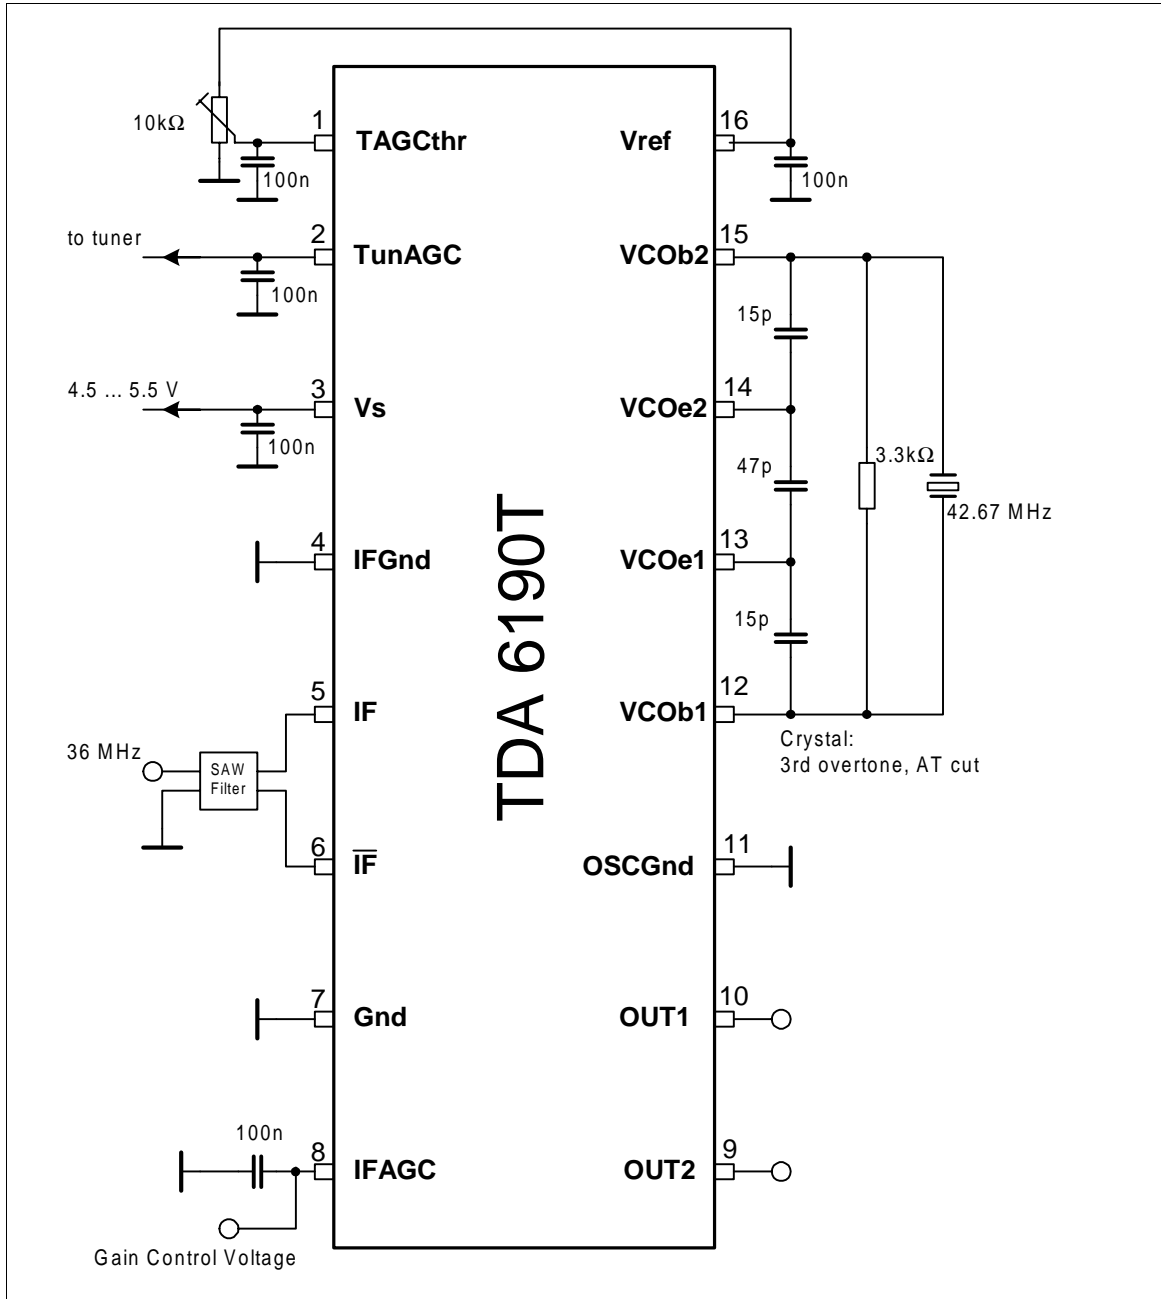 10kΩ
1
TAGCthr
100n
16
Vref
100n
to tuner
2
TunAGC
100n
15
VCOb2
15p
4.5 ... 5.5 V
3
Vs
100n
14
VCOe2
47p
3.3kΩ
42.67 MHz
4
IFGnd
TDA 6190T
13
VCOe1
15p
5
IF
12
VCOb1
36 MHz
SAW
Filter
Crystal:
3rd overtone, AT cut
6
I̅F̅
11
OSCGnd
7
Gnd
10
OUT1
100n
8
IFAGC
9
OUT2
Gain Control Voltage